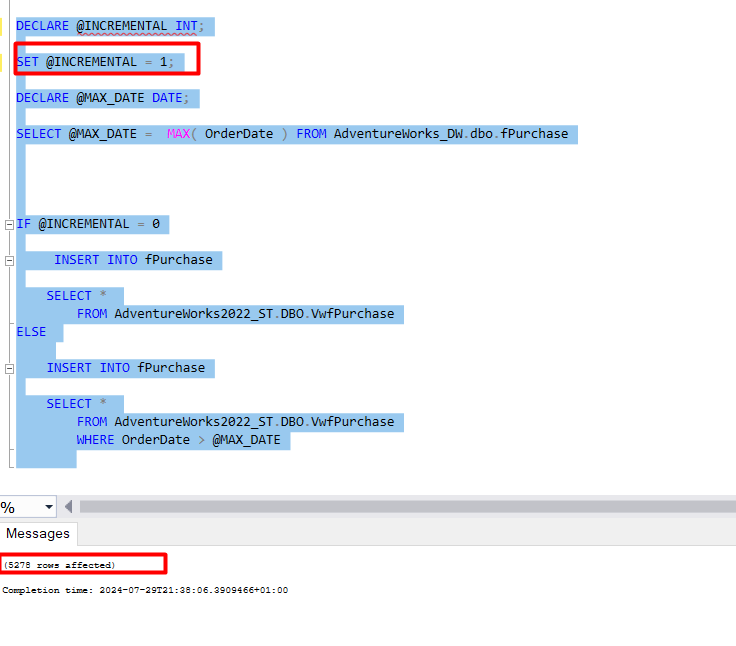 DECLARE @INCREMENTAL INT;
SET @INCREMENTAL = 1;
DECLARE @MAX_DATE DATE;
SELECT @MAX_DATE =  MAX( OrderDate ) FROM AdventureWorks_DW.dbo.fPurchase
IF @INCREMENTAL = 0
INSERT INTO fPurchase
SELECT *
FROM AdventureWorks2022_ST.DBO.VwfPurchase
ELSE
INSERT INTO fPurchase
SELECT *
FROM AdventureWorks2022_ST.DBO.VwfPurchase
WHERE OrderDate > @MAX_DATE
%
Messages
(5278 rows affected)
Completion time: 2024-07-29T21:38:06.3909466+01:00